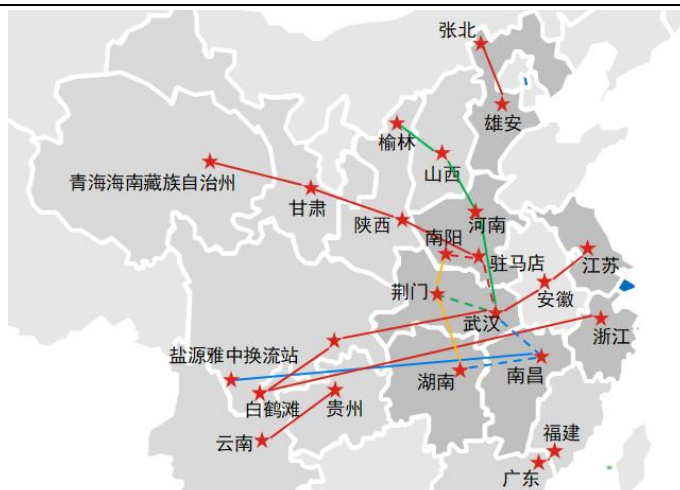 张北
雄安
榆林
山西
青海海南藏族自治州
甘肃
陕西
河南
南阳
驻马店
江苏
荆门
安徽
武汉
浙江
盐源雅中换流站
湖南
南昌
白鹤滩
贵州
云南
福建
广东